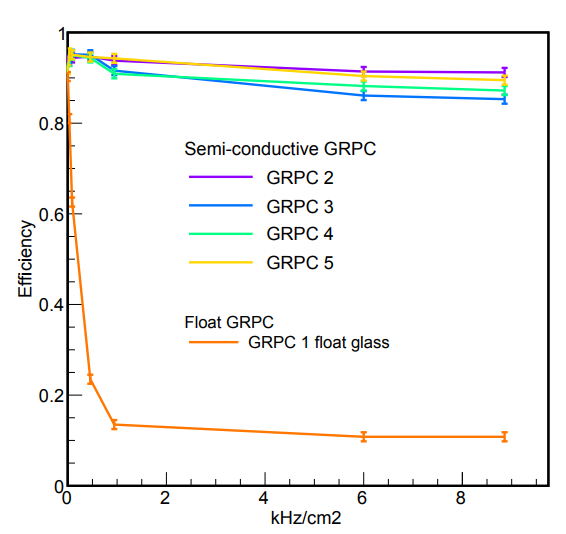 1
0.8
Semi-conductive GRPC
GRPC 2
GRPC 3
0.6
GRPC 4
GRPC 5
Efficiency
0.4
Float GRPC
GRPC 1 float glass
0.2
0
0 2 4 6 8
kHz/cm2